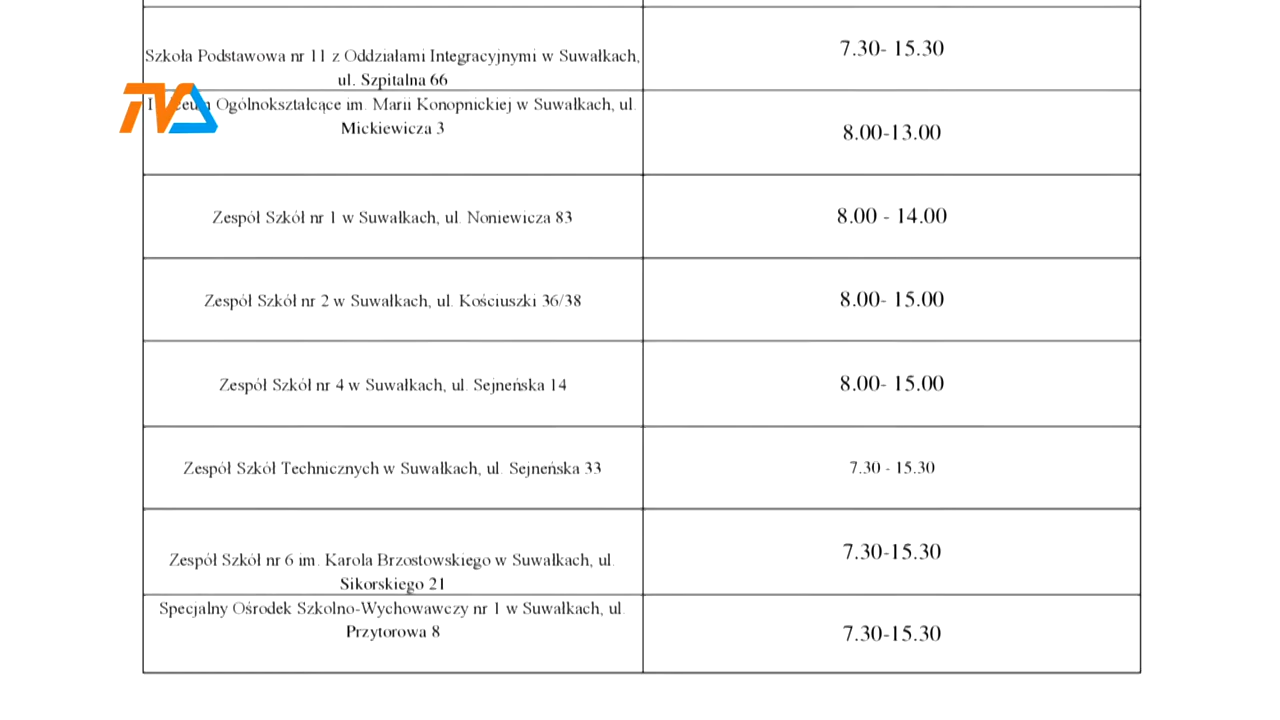 Szkoła Podstawowa nr 11 z Oddziałami Integracyjnymi w Suwałkach,
ul. Szpitalna 66
7.30- 15.30
TVA
Ogólnokształcące im. Marii Konopnickiej w Suwałkach, ul.
Mickiewicza 3
8.00-13.00
Zespół Szkół nr 1 w Suwałkach, ul. Noniewicza 83
8.00 - 14.00
Zespół Szkół nr 2 w Suwałkach, ul. Kościuszki 36/38
8.00- 15.00
Zespół Szkół nr 4 w Suwałkach, ul. Sejneńska 14
8.00- 15.00
Zespół Szkół Technicznych w Suwałkach, ul. Sejneńska 33
7.30 - 15.30
Zespół Szkół nr 6 im. Karola Brzostowskiego w Suwałkach, ul.
Sikorskiego 21
7.30-15.30
Specjalny Ośrodek Szkolno-Wychowawczy nr 1 w Suwałkach, ul.
Przytorowa 8
7.30-15.30